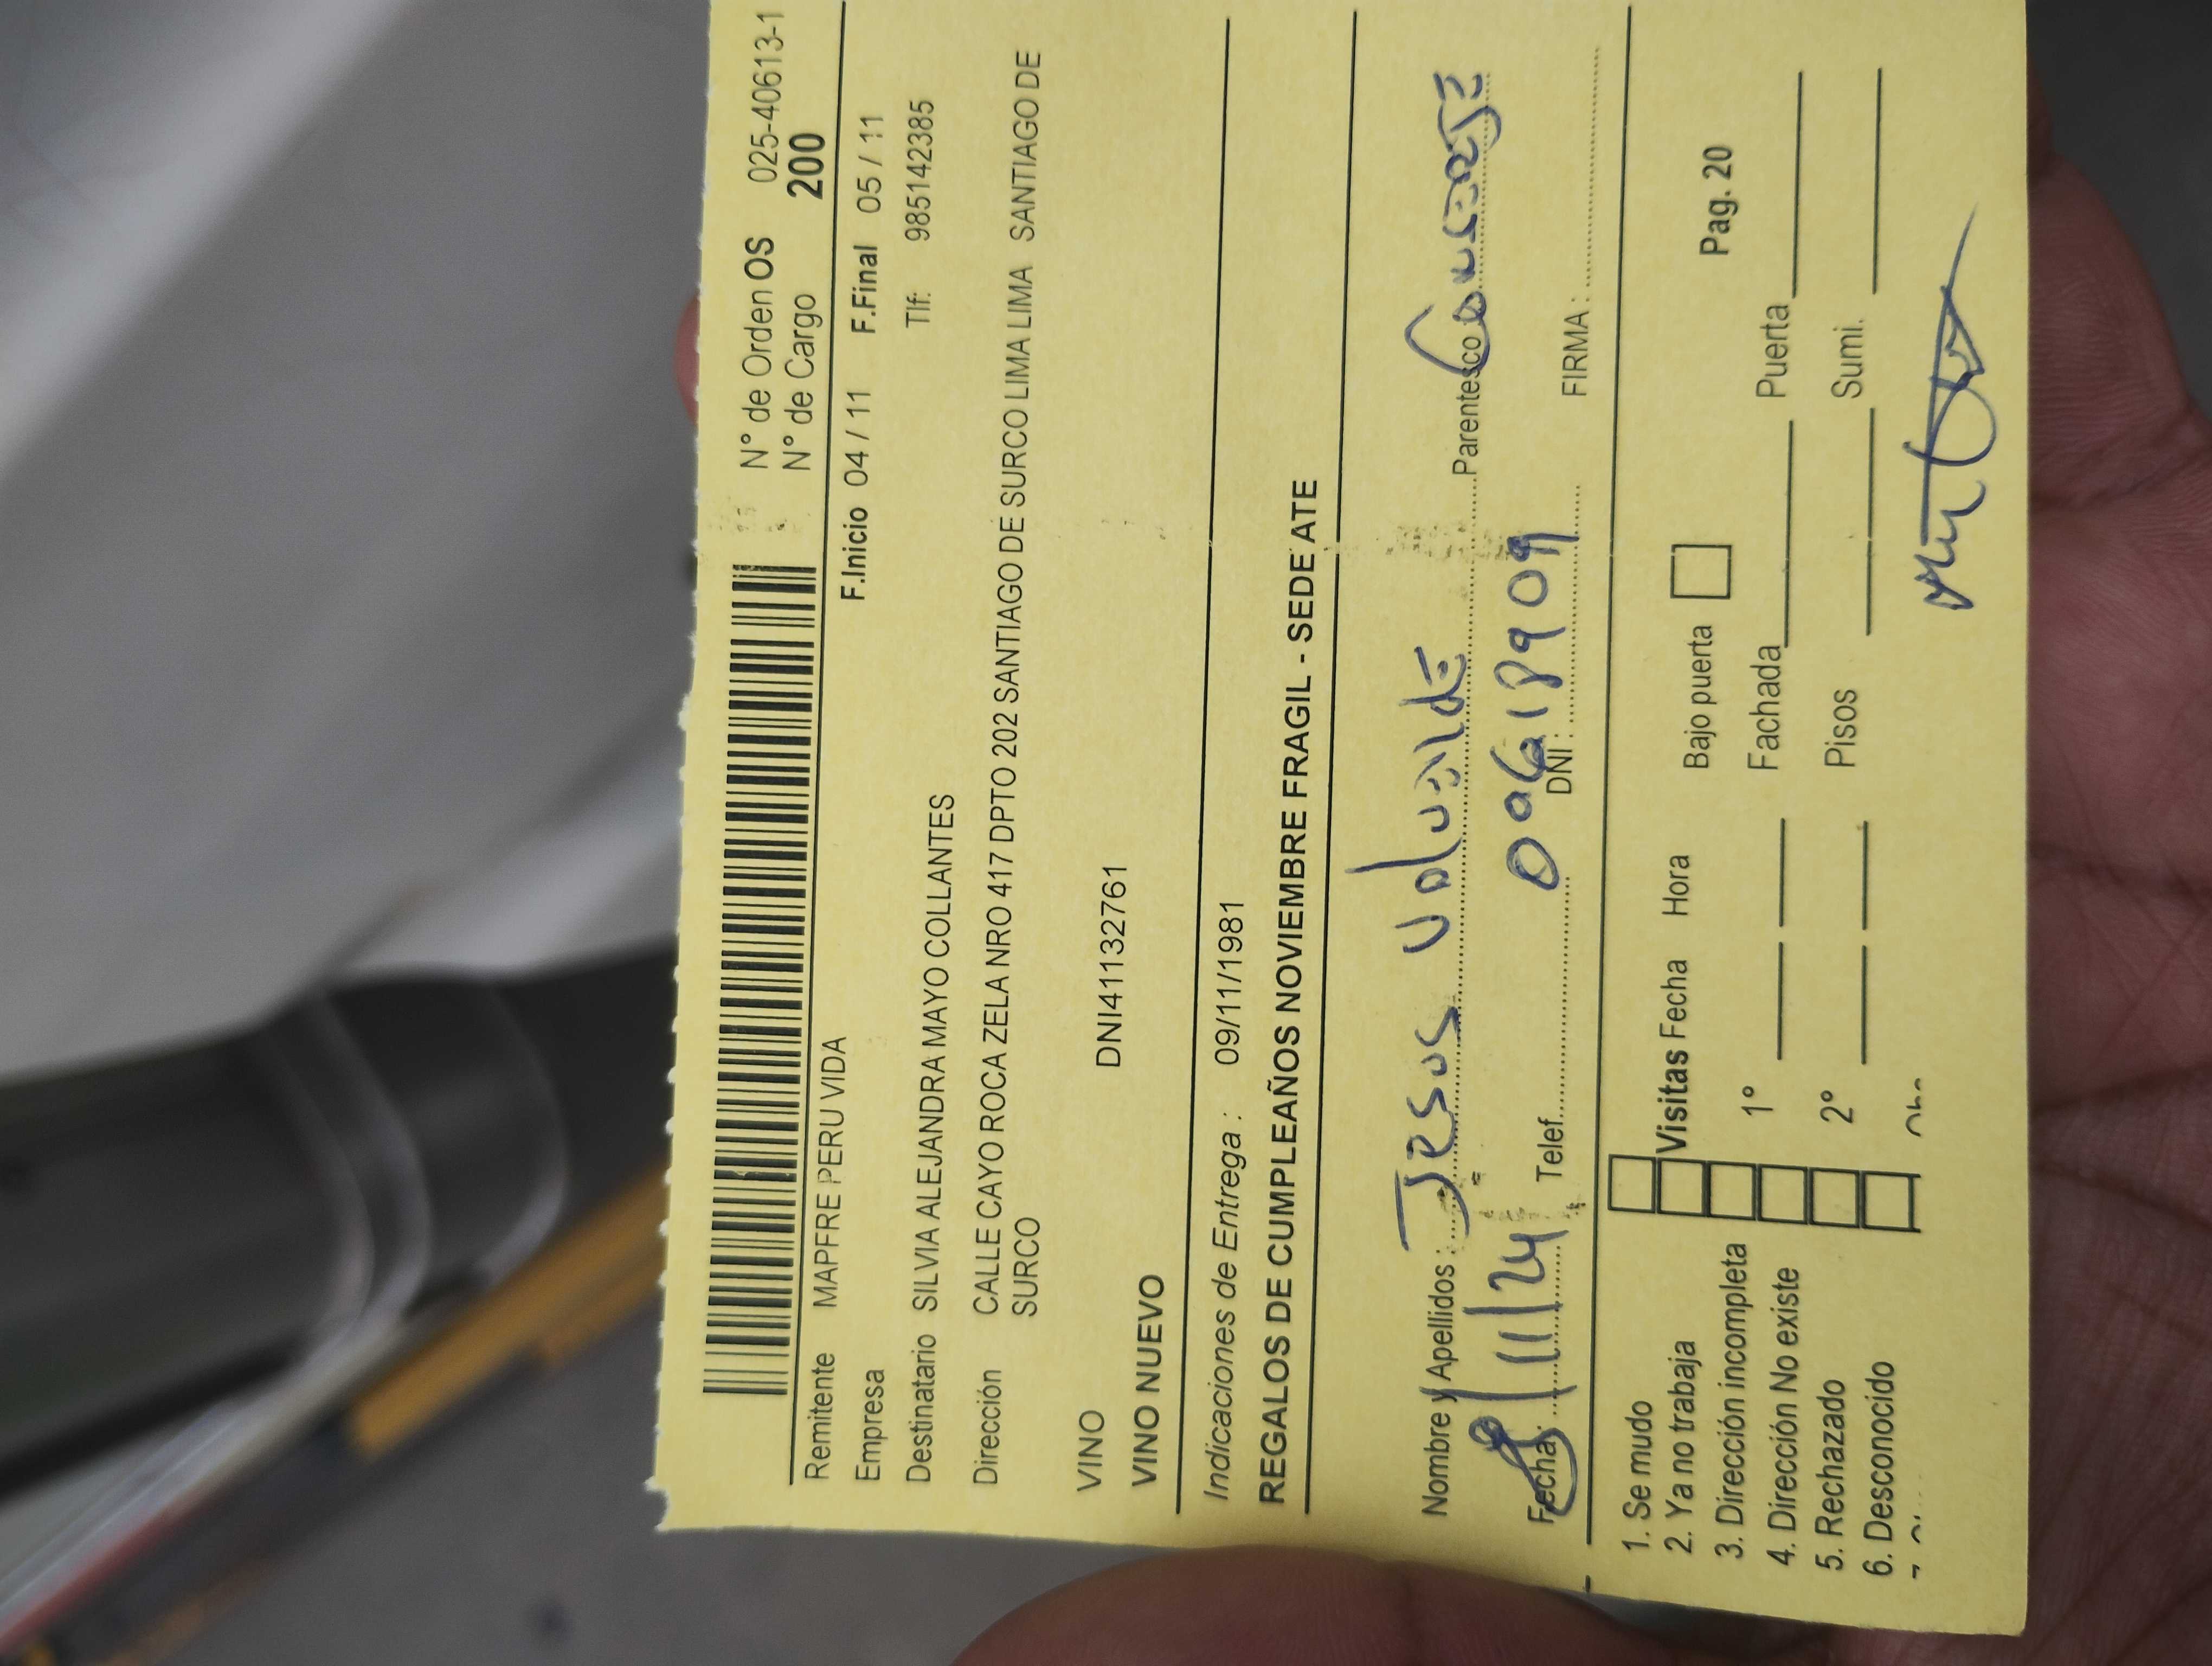 N° de Orden OS 025-40613-1
N° de Cargo 200
Remitente MAPFRE PERU VIDA
F.Inicio 04 / 11 F.Final 05 / 11
Empresa
Tlf: 985142385
Destinatario SILVIA ALEJANDRA MAYO COLLANTES
Dirección CALLE CAYO ROCA ZELA NRO 417 DPTO 202 SANTIAGO DE SURCO LIMA LIMA SANTIAGO DE
SURCO
VINO DNI41132761
VINO NUEVO
Indicaciones de Entrega : 09/11/1981
REGALOS DE CUMPLEAÑOS NOVIEMBRE FRAGIL - SEDE ATE
Nombre y Apellidos : Jesus Valverde Parentesco Conserje
Fecha: 8/11/24 Telef. DNI : 09618909 FIRMA :
1. Se mudo
2. Ya no trabaja Visitas Fecha Hora Bajo puerta Pag. 20
3. Dirección incompleta
4. Dirección No existe 1° Fachada Puerta
5. Rechazado
6. Desconocido 2° Pisos Sumi.